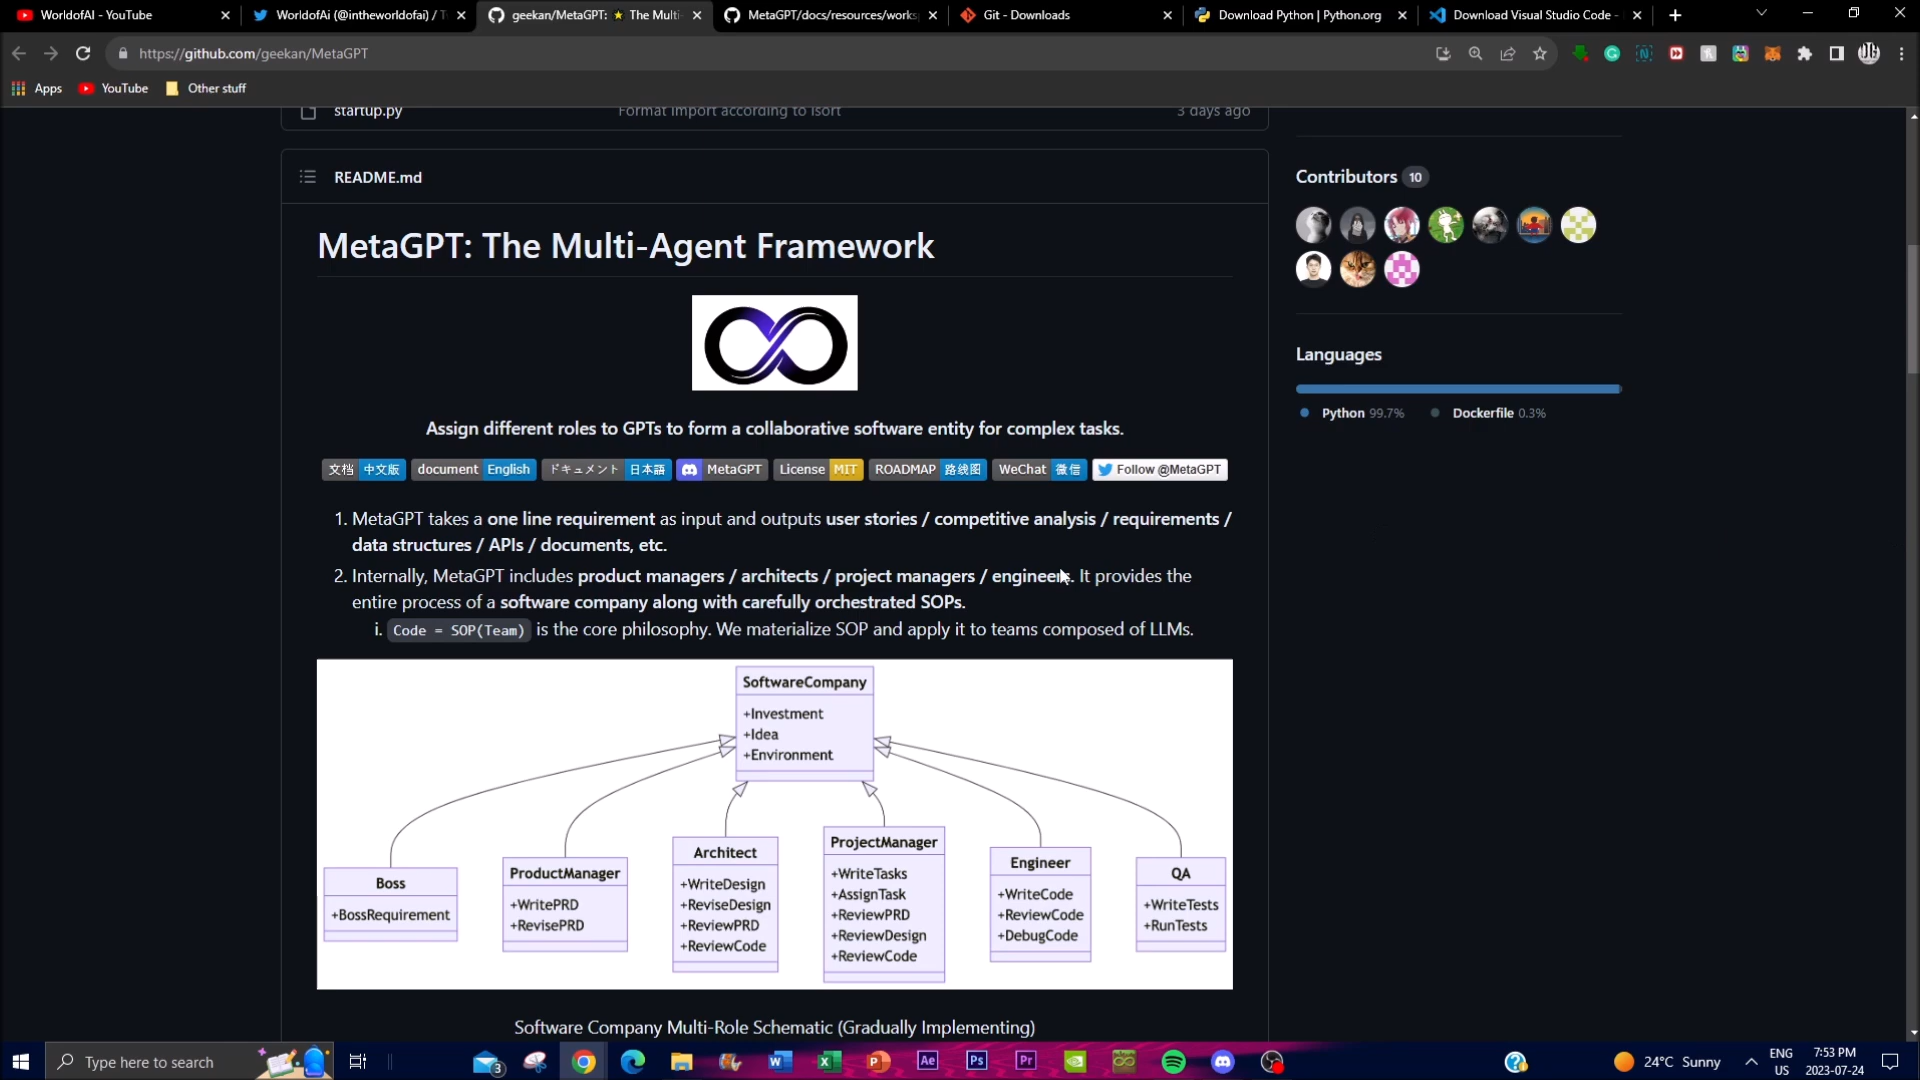 WorldofAI - YouTube
WorldofAi (@intheworldofai) / T
geekan/MetaGPT: The Multi-
MetaGPT/docs/resources/works
Git - Downloads
Download Python | Python.org
Download Visual Studio Code -
https://github.com/geekan/MetaGPT
Apps
YouTube
Other stuff
startup.py
Format import according to isort
3 days ago
README.md
MetaGPT: The Multi-Agent Framework
Assign different roles to GPTs to form a collaborative software entity for complex tasks.
文档 中文版 document English ドキュメント 日本語 MetaGPT License MIT ROADMAP 路线图 WeChat 微信 Follow @MetaGPT
1. MetaGPT takes a one line requirement as input and outputs user stories / competitive analysis / requirements /
data structures / APIs / documents, etc.
2. Internally, MetaGPT includes product managers / architects / project managers / engineers. It provides the
entire process of a software company along with carefully orchestrated SOPs.
i. Code = SOP(Team) is the core philosophy. We materialize SOP and apply it to teams composed of LLMs.
SoftwareCompany
+Investment
+Idea
+Environment
Boss
+BossRequirement
ProductManager
+WritePRD
+RevisePRD
Architect
+WriteDesign
+ReviseDesign
+ReviewPRD
+ReviewCode
ProjectManager
+WriteTasks
+AssignTask
+ReviewPRD
+ReviewDesign
+ReviewCode
Engineer
+WriteCode
+ReviewCode
+DebugCode
QA
+WriteTests
+RunTests
Software Company Multi-Role Schematic (Gradually Implementing)
Contributors 10
Languages
Python 99.7%
Dockerfile 0.3%
Type here to search
3
24°C Sunny
ENG
US
7:53 PM
2023-07-24